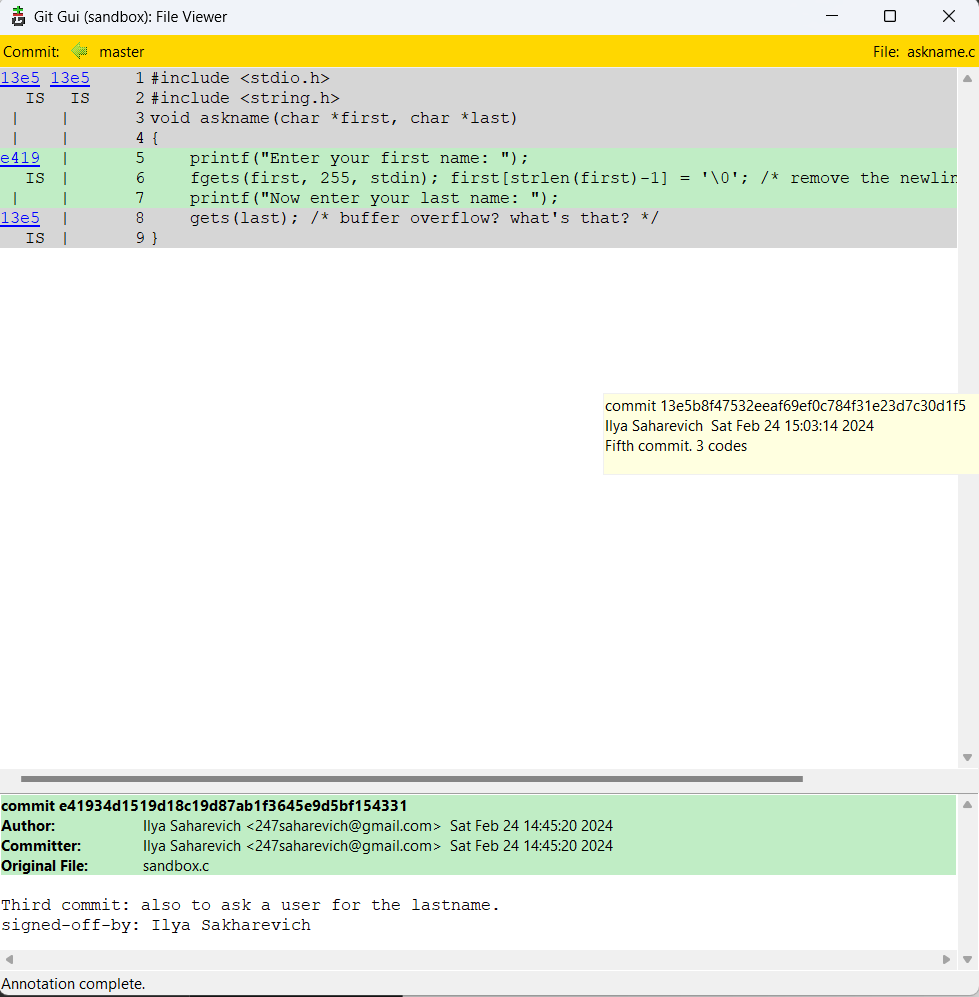 Git Gui (sandbox): File Viewer
Commit: master File: askname.c
13e5 13e5 1 #include <stdio.h>
IS IS 2 #include <string.h>
| | 3 void askname(char *first, char *last)
| | 4 {
e419 | 5 printf("Enter your first name: ");
IS | 6 fgets(first, 255, stdin); first[strlen(first)-1] = '\0'; /* remove the newlin
| | 7 printf("Now enter your last name: ");
13e5 | 8 gets(last); /* buffer overflow? what's that? */
IS | 9 }
commit 13e5b8f47532eeaf69ef0c784f31e23d7c30d1f5
Ilya Saharevich Sat Feb 24 15:03:14 2024
Fifth commit. 3 codes
commit e41934d1519d18c19d87ab1f3645e9d5bf154331
Author: Ilya Saharevich <247saharevich@gmail.com> Sat Feb 24 14:45:20 2024
Committer: Ilya Saharevich <247saharevich@gmail.com> Sat Feb 24 14:45:20 2024
Original File: sandbox.c
Third commit: also to ask a user for the lastname.
signed-off-by: Ilya Sakharevich
Annotation complete.